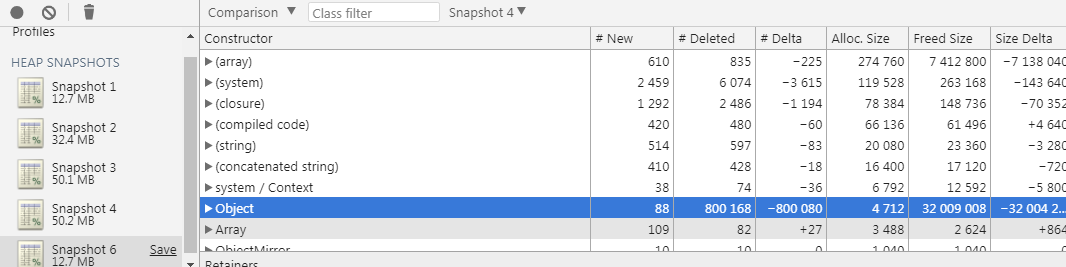 Comparison ▼ Class filter Snapshot 4▼
Profiles
HEAP SNAPSHOTS
Snapshot 1
12.7 MB
Snapshot 2
32.4 MB
Snapshot 3
50.1 MB
Snapshot 4
50.2 MB
Snapshot 6 Save
12.7 MB
Constructor # New # Deleted # Delta Alloc. Size Freed Size Size Delta
▶(array) 610 835 −225 274 760 7 412 800 −7 138 040
▶(system) 2 459 6 074 −3 615 119 528 263 168 −143 640
▶(closure) 1 292 2 486 −1 194 78 384 148 736 −70 352
▶(compiled code) 420 480 −60 66 136 61 496 +4 640
▶(string) 514 597 −83 20 080 23 360 −3 280
▶(concatenated string) 410 428 −18 16 400 17 120 −720
▶system / Context 38 74 −36 6 792 12 592 −5 800
▶Object 88 800 168 −800 080 4 712 32 009 008 −32 004 2...
▶Array 109 82 +27 3 488 2 624 +864
▶ObjectMirror 10 10 0 1 040 1 040 0
Retainers